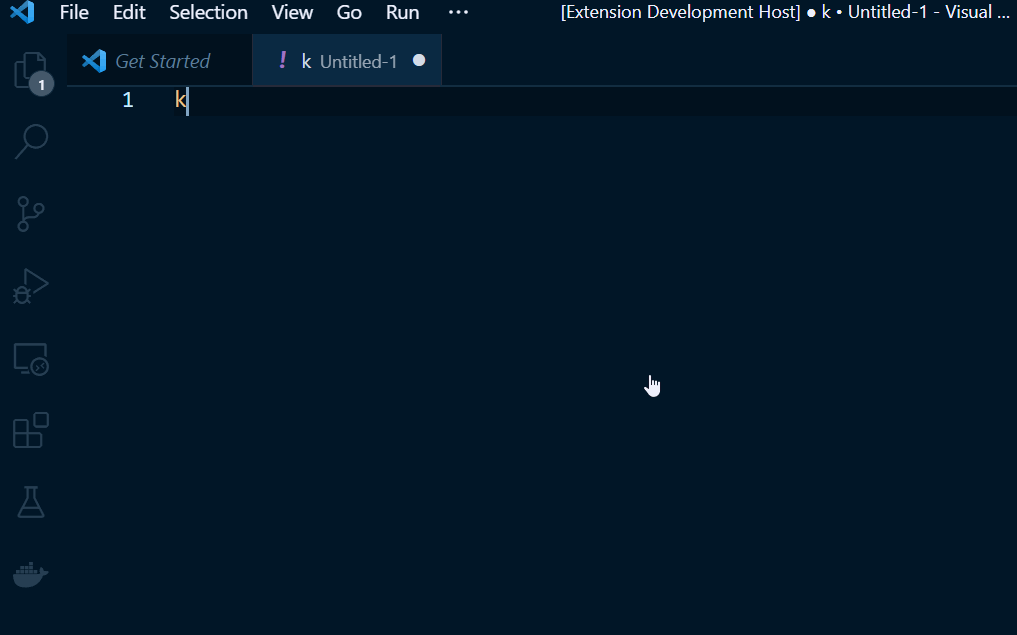 File Edit Selection View Go Run ··· [Extension Development Host] ● k • Untitled-1 - Visual ...
Get Started ! k Untitled-1 ●
1
1 k